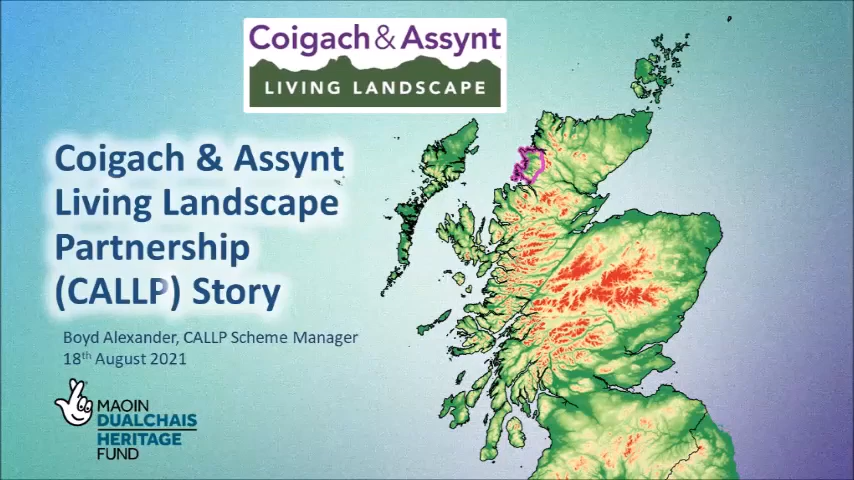 Coigach & Assynt
LIVING LANDSCAPE
Coigach & Assynt
Living Landscape
Partnership
(CALLP) Story
Boyd Alexander, CALLP Scheme Manager
18th August 2021
MAOIN
DUALCHAIS
HERITAGE
FUND